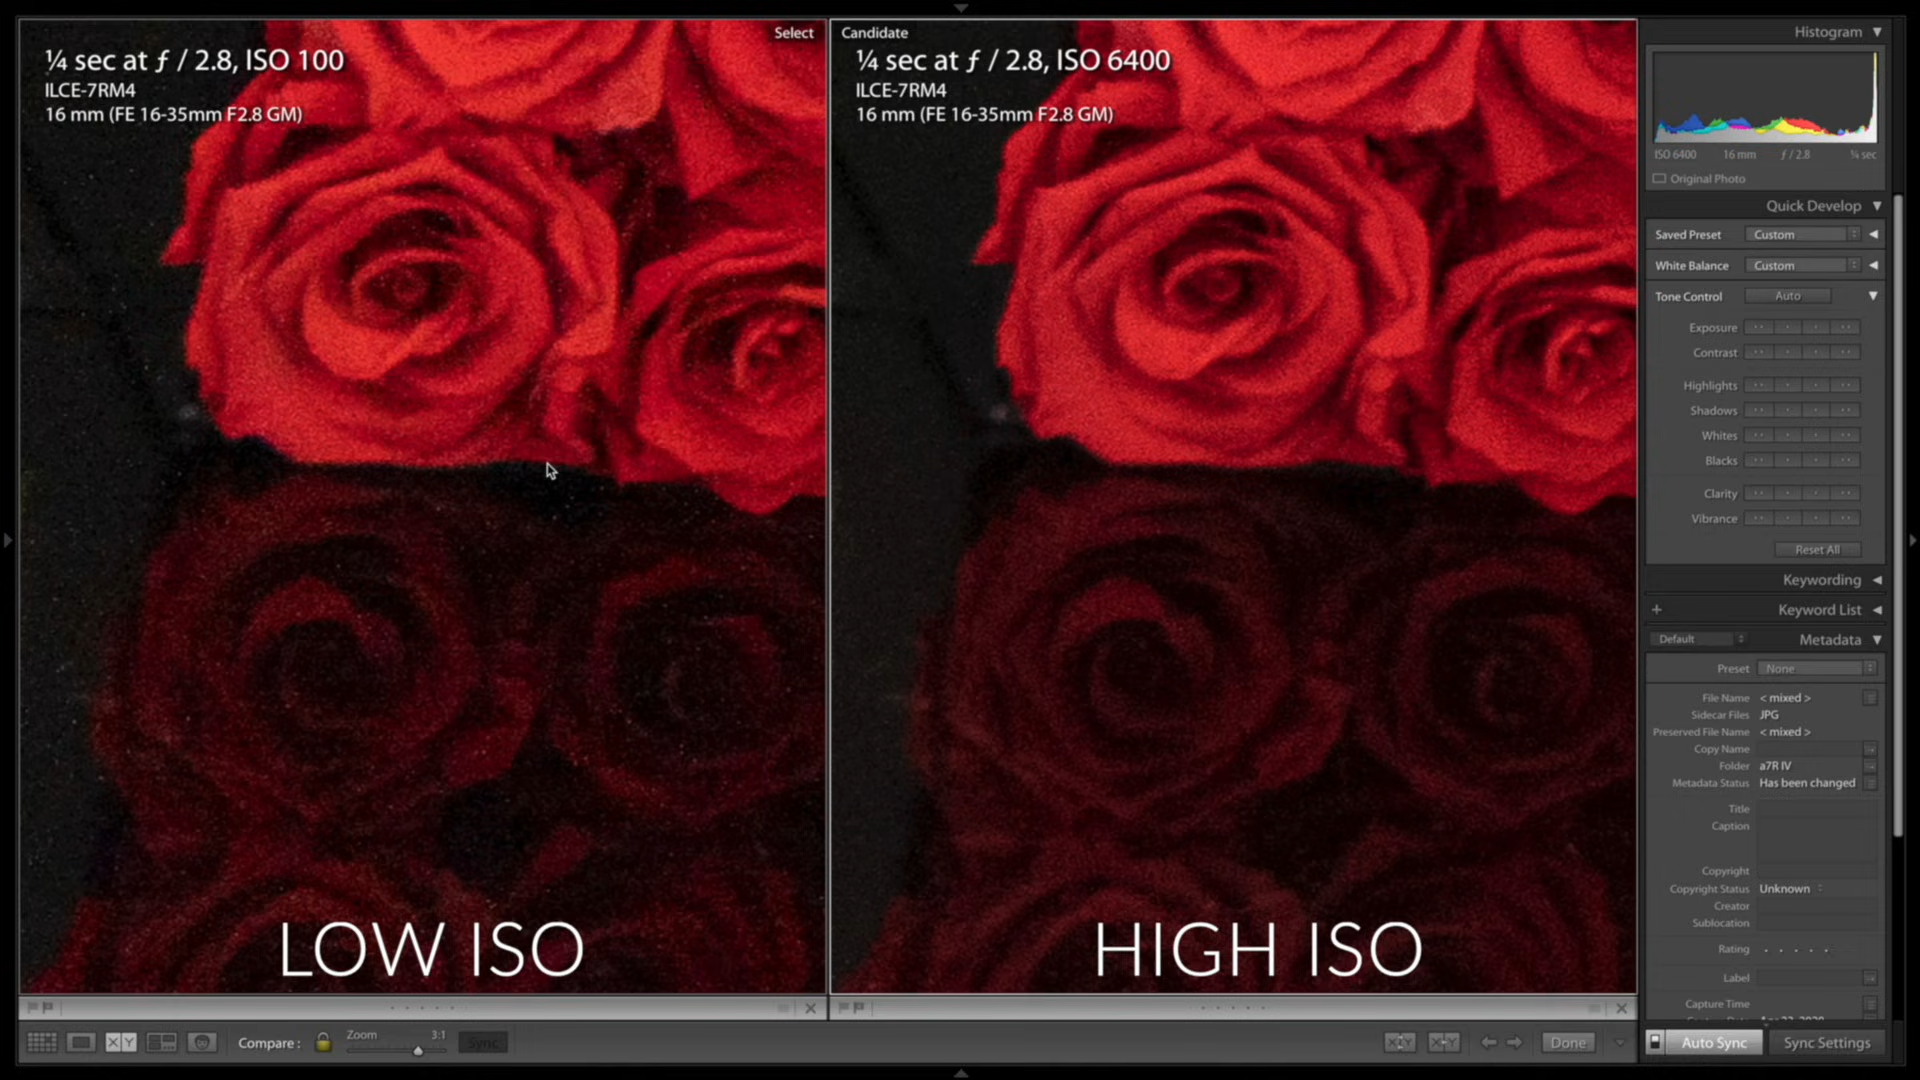 Select
¼ sec at ƒ / 2.8, ISO 100
ILCE-7RM4
16 mm (FE 16-35mm F2.8 GM)
LOW ISO
Candidate
¼ sec at ƒ / 2.8, ISO 6400
ILCE-7RM4
16 mm (FE 16-35mm F2.8 GM)
HIGH ISO
Compare :
Zoom
3:1
Sync
X Y
Done
Histogram
ISO 6400 16 mm ƒ / 2.8 ¼ sec
Original Photo
Quick Develop
Saved Preset Custom
White Balance Custom
Tone Control Auto
Exposure
Contrast
Highlights
Shadows
Whites
Blacks
Clarity
Vibrance
Reset All
Keywording
+ Keyword List
Default Metadata
Preset None
File Name < mixed >
Sidecar Files JPG
Preserved File Name < mixed >
Copy Name
Folder a7R IV
Metadata Status Has been changed
Title
Caption
Copyright
Copyright Status Unknown
Creator
Sublocation
Rating
Label
Capture Time
Auto Sync Sync Settings